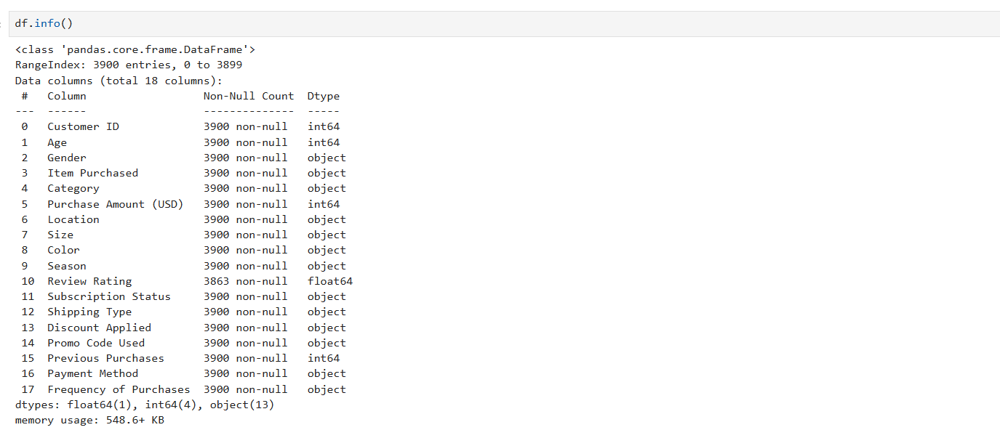 df.info()
<class 'pandas.core.frame.DataFrame'>
RangeIndex: 3900 entries, 0 to 3899
Data columns (total 18 columns):
 #   Column                  Non-Null Count  Dtype
---  ------                  --------------  -----
 0   Customer ID             3900 non-null   int64
 1   Age                     3900 non-null   int64
 2   Gender                  3900 non-null   object
 3   Item Purchased          3900 non-null   object
 4   Category                3900 non-null   object
 5   Purchase Amount (USD)   3900 non-null   int64
 6   Location                3900 non-null   object
 7   Size                    3900 non-null   object
 8   Color                   3900 non-null   object
 9   Season                  3900 non-null   object
 10  Review Rating           3863 non-null   float64
 11  Subscription Status     3900 non-null   object
 12  Shipping Type           3900 non-null   object
 13  Discount Applied        3900 non-null   object
 14  Promo Code Used         3900 non-null   object
 15  Previous Purchases      3900 non-null   int64
 16  Payment Method          3900 non-null   object
 17  Frequency of Purchases  3900 non-null   object
dtypes: float64(1), int64(4), object(13)
memory usage: 548.6+ KB